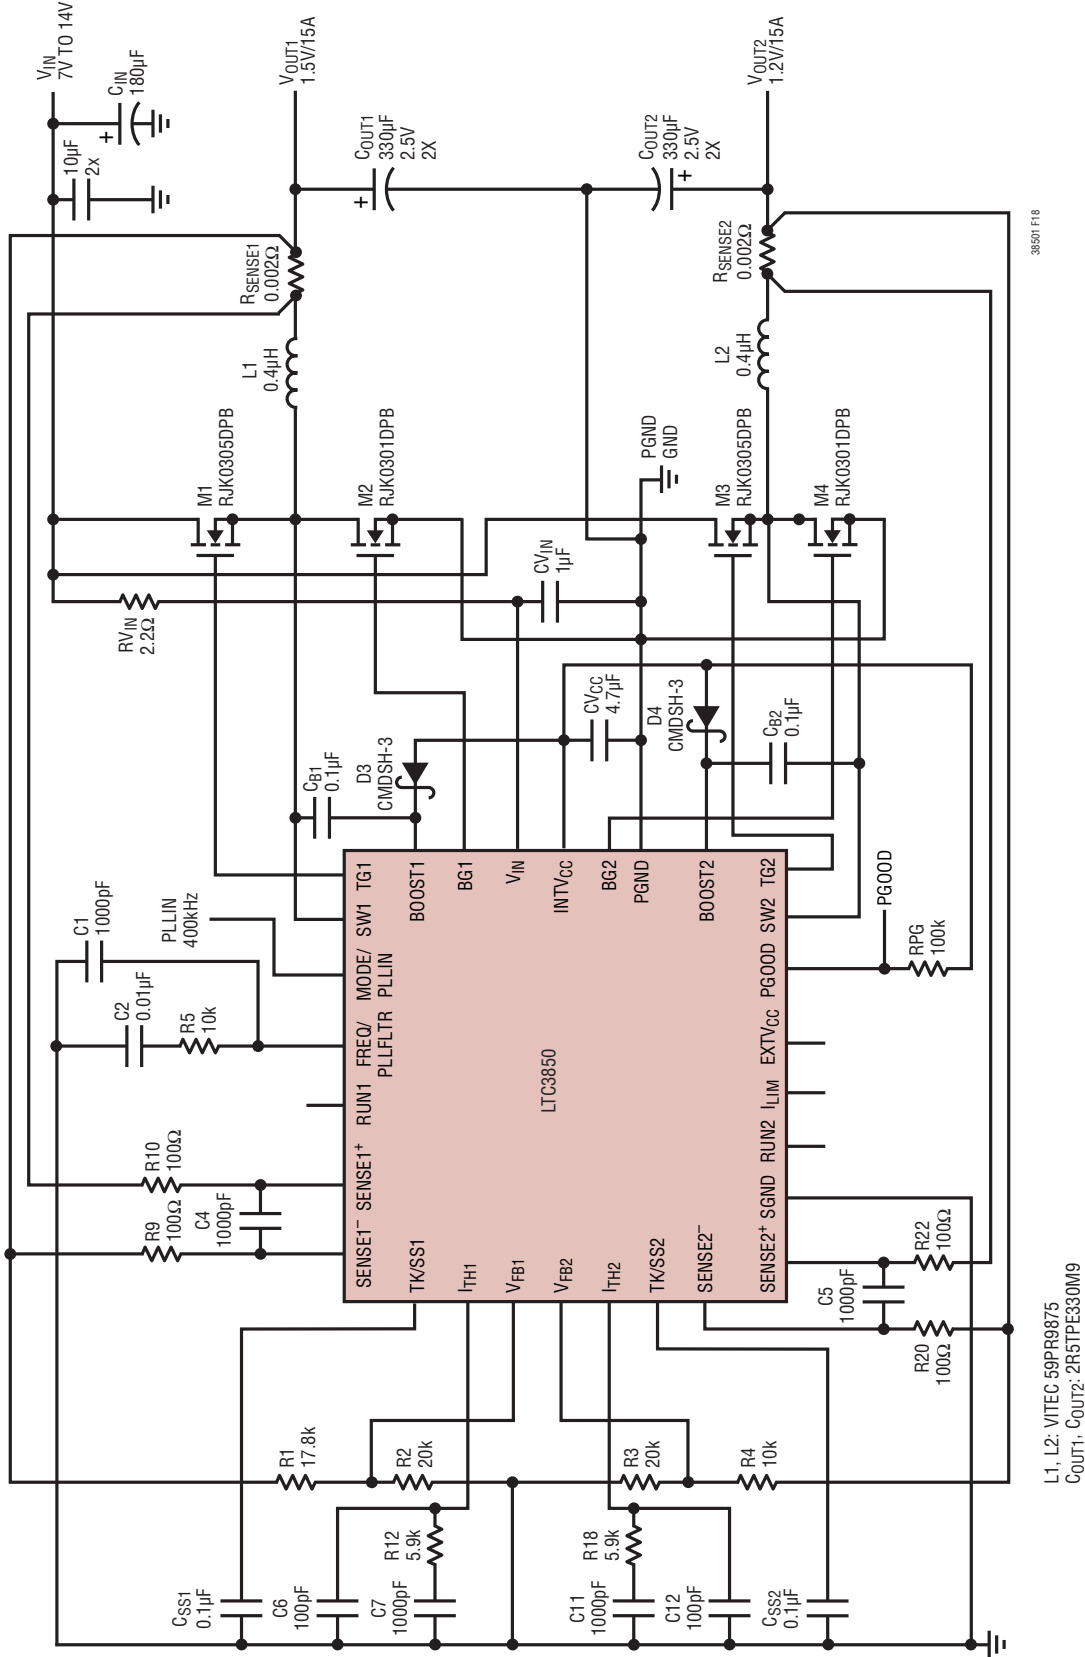 VIN
7V TO 14V
CIN
180µF
+
10µF
2x
VOUT1
1.5V/15A
COUT1
330µF
2.5V
2X
+
COUT2
330µF
2.5V
2X
+
VOUT2
1.2V/15A
RSENSE1
0.002Ω
RSENSE2
0.002Ω
L1
0.4µH
L2
0.4µH
M1
RJK0305DPB
M2
RJK0301DPB
PGND
GND
M3
RJK0305DPB
M4
RJK0301DPB
RVIN
2.2Ω
CVIN
1µF
CB1
0.1µF
D3
CMDSH-3
CVCC
4.7µF
D4
CMDSH-3
CB2
0.1µF
C1
1000pF
PLLIN
400kHz
C2
0.01µF
R5
10k
R10
100Ω
R9
100Ω
C4
1000pF
TG1
SW1
MODE/
PLLIN
FREQ/
PLLFLTR
RUN1
SENSE1+
SENSE1–
BOOST1
BG1
VIN
INTVCC
BG2
PGND
BOOST2
LTC3850
TG2
SW2
PGOOD
EXTVCC
ILIM
RUN2
SGND
SENSE2+
TK/SS1
ITH1
VFB1
VFB2
ITH2
TK/SS2
SENSE2–
PGOOD
RPG
100k
C5
1000pF
R22
100Ω
R20
100Ω
R1
17.8k
R2
20k
R3
20k
R4
10k
CSS1
0.1µF
C6
100pF
C7
1000pF
R12
5.9k
R18
5.9k
C11
1000pF
C12
100pF
CSS2
0.1µF
L1, L2: VITEC 59PR9875
COUT1, COUT2: 2R5TPE330M9
38501 F18